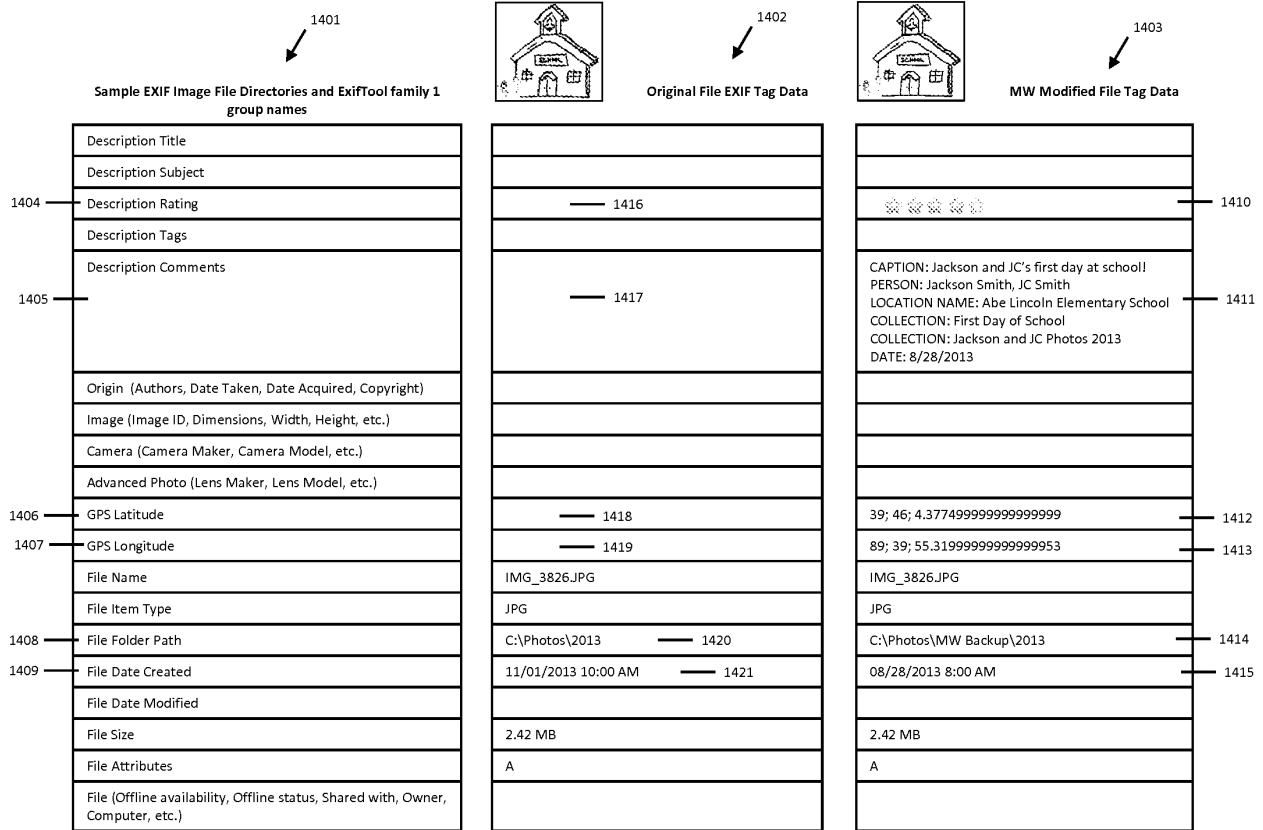 1401
1402
1403
SCHOOL
SCHOOL
Sample EXIF Image File Directories and ExifTool family 1
group names
Original File EXIF Tag Data
MW Modified File Tag Data
Description Title
Description Subject
1404 Description Rating 1416 1410
Description Tags
Description Comments
1405
1417
CAPTION: Jackson and JC’s first day at school!
PERSON: Jackson Smith, JC Smith
LOCATION NAME: Abe Lincoln Elementary School
COLLECTION: First Day of School
COLLECTION: Jackson and JC Photos 2013
DATE: 8/28/2013
1411
Origin (Authors, Date Taken, Date Acquired, Copyright)
Image (Image ID, Dimensions, Width, Height, etc.)
Camera (Camera Maker, Camera Model, etc.)
Advanced Photo (Lens Maker, Lens Model, etc.)
1406 GPS Latitude 1418 39; 46; 4.377499999999999999 1412
1407 GPS Longitude 1419 89; 39; 55.31999999999999953 1413
File Name IMG_3826.JPG IMG_3826.JPG
File Item Type JPG JPG
1408 File Folder Path C:\Photos\2013 1420 C:\Photos\MW Backup\2013 1414
1409 File Date Created 11/01/2013 10:00 AM 1421 08/28/2013 8:00 AM 1415
File Date Modified
File Size 2.42 MB 2.42 MB
File Attributes A A
File (Offline availability, Offline status, Shared with, Owner,
Computer, etc.)